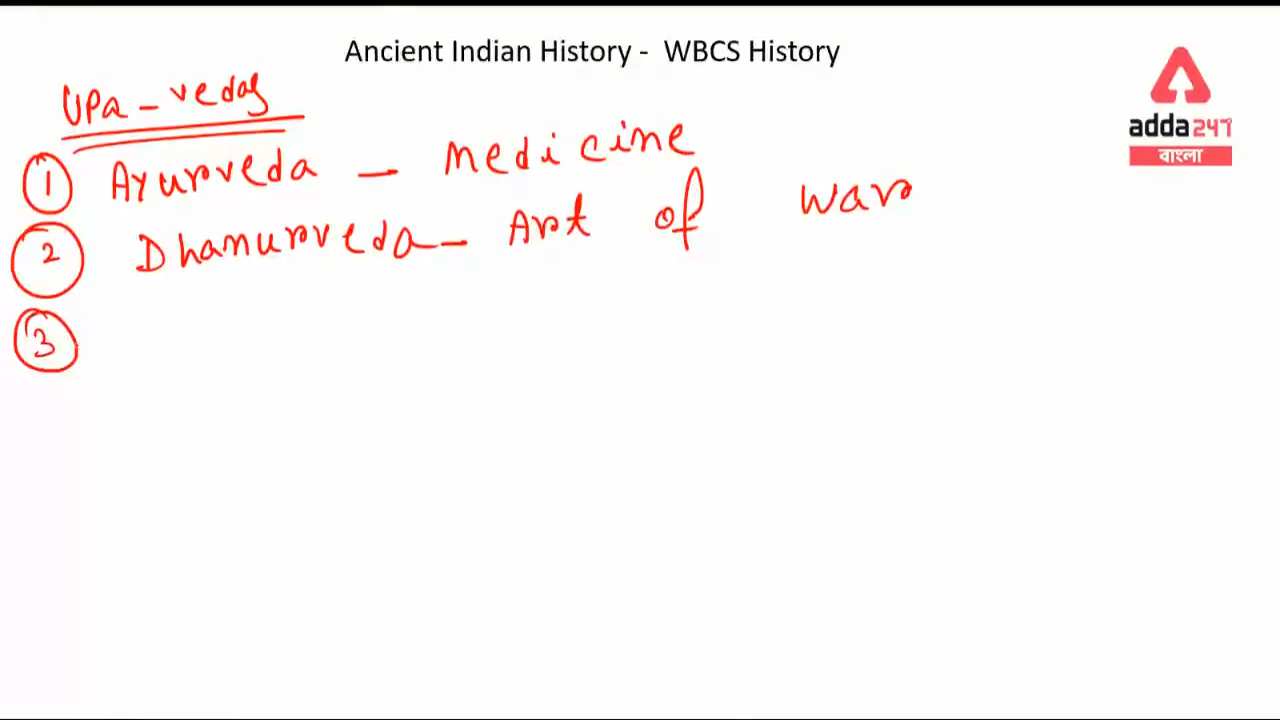 Ancient Indian History - WBCS History
adda247
বাংলা
UPa - vedas
1 Ayurveda - Medicine
2 Dhanurveda - Art of War
3